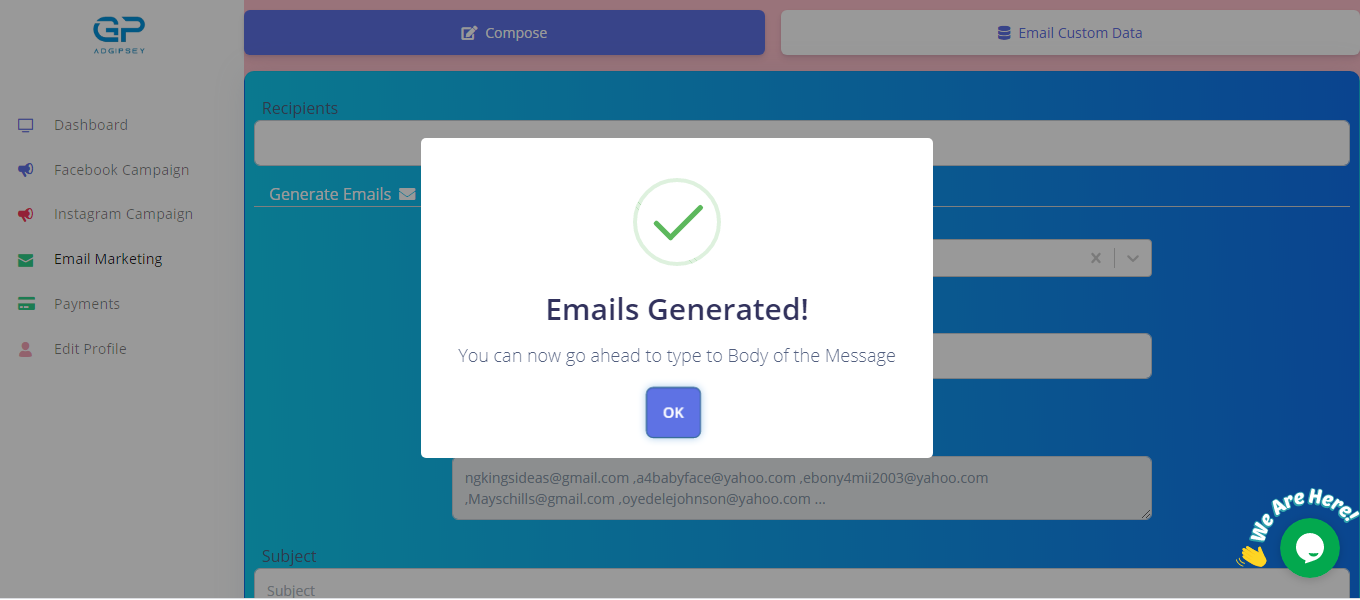 GP
ADGIPSEY
Compose
Email Custom Data
Dashboard
Facebook Campaign
Instagram Campaign
Email Marketing
Payments
Edit Profile
Recipients
Generate Emails
Emails Generated!
You can now go ahead to type to Body of the Message
OK
ngkingsideas@gmail.com ,a4babyface@yahoo.com ,ebony4mii2003@yahoo.com
,Mayschills@gmail.com ,oyedelejohnson@yahoo.com ...
Subject
Subject
We Are Here!